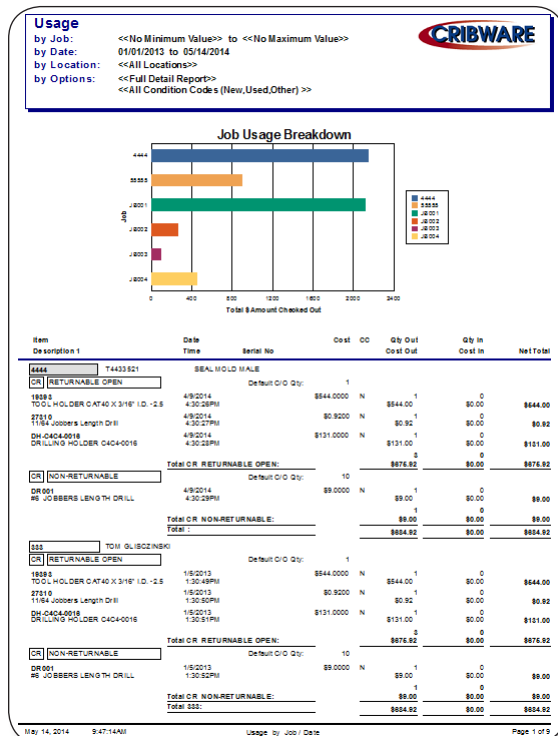 Usage
CRIBWARE
by Job: <<No Minimum Value>> to <<No Maximum Value>>
by Date: 01/01/2013 to 05/14/2014
by Location: <<All Locations>>
by Options: <<Full Detail Report>>
<<All Condition Codes (New,Used,Other) >>
Job Usage Breakdown
4444
55555
JB001
JB002
JB003
JB004
Job
0 400 800 1200 1600 2000 2400
Total $ Amount Checked Out
4444
55555
JB001
JB002
JB003
JB004
Item Date Cost CC Qty Out Qty In
Description 1 Time Serial No Cost Out Cost In Net Total
4444 T4433521 SEAL MOLD MALE
CR RETURNABLE OPEN Default C/O Qty: 1
19393 4/9/2014 $544.0000 N 1 0
TOOL HOLDER CAT40 X 3/16" I.D. -2.5 4:30:26PM $544.00 $0.00 $544.00
27310 4/9/2014 $0.9200 N 1 0
11/64 Jobbers Length Drill 4:30:27PM $0.92 $0.00 $0.92
DH-C4C4-0016 4/9/2014 $131.0000 N 1 0
DRILLING HOLDER C4C4-0016 4:30:28PM $131.00 $0.00 $131.00
3 0
Total CR RETURNABLE OPEN: $675.92 $0.00 $675.92
CR NON-RETURNABLE Default C/O Qty: 10
DR001 4/9/2014 $9.0000 N 1 0
#6 JOBBERS LENGTH DRILL 4:30:29PM $9.00 $0.00 $9.00
1 0
Total CR NON-RETURNABLE: $9.00 $0.00 $9.00
Total : $684.92 $0.00 $684.92
333 TOM GLISCZINSKI
CR RETURNABLE OPEN Default C/O Qty: 1
19393 1/5/2013 $544.0000 N 1 0
TOOL HOLDER CAT40 X 3/16" I.D. -2.5 1:30:49PM $544.00 $0.00 $544.00
27310 1/5/2013 $0.9200 N 1 0
11/64 Jobbers Length Drill 1:30:50PM $0.92 $0.00 $0.92
DH-C4C4-0016 1/5/2013 $131.0000 N 1 0
DRILLING HOLDER C4C4-0016 1:30:51PM $131.00 $0.00 $131.00
3 0
Total CR RETURNABLE OPEN: $675.92 $0.00 $675.92
CR NON-RETURNABLE Default C/O Qty: 10
DR001 1/5/2013 $9.0000 N 1 0
#6 JOBBERS LENGTH DRILL 1:30:52PM $9.00 $0.00 $9.00
1 0
Total CR NON-RETURNABLE: $9.00 $0.00 $9.00
Total 333: $684.92 $0.00 $684.92
May 14, 2014 9:47:14AM Usage by Job / Date Page 1 of 9